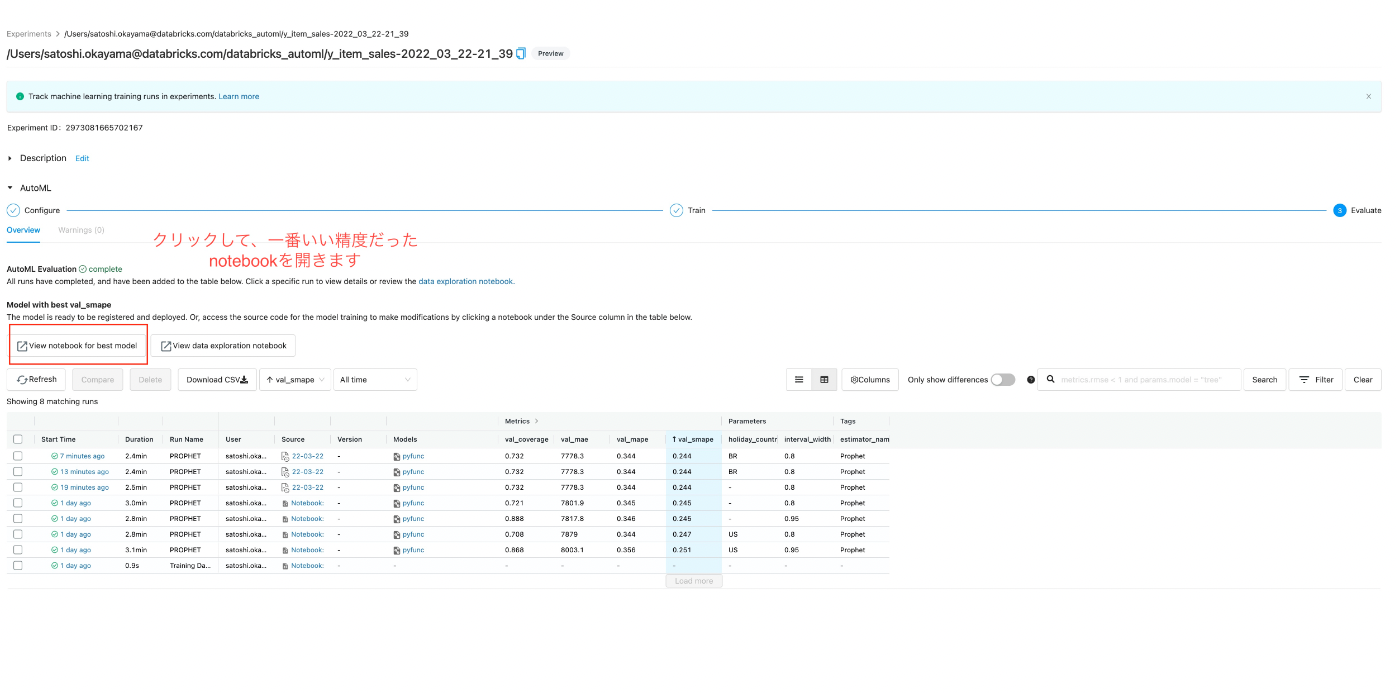 Experiments > /Users/satoshi.okayama@databricks.com/databricks_automl/y_item_sales-2022_03_22-21_39
/Users/satoshi.okayama@databricks.com/databricks_automl/y_item_sales-2022_03_22-21_39 Preview
Track machine learning training runs in experiments. Learn more
Experiment ID: 2973081665702167
Description Edit
AutoML
Configure Train 3 Evaluate
Overview Warnings (0)
クリックして、一番いい精度だった
notebookを開きます
AutoML Evaluation complete
All runs have completed, and have been added to the table below. Click a specific run to view details or review the data exploration notebook.
Model with best val_smape
The model is ready to be registered and deployed. Or, access the source code for the model training to make modifications by clicking a notebook under the Source column in the table below.
View notebook for best model View data exploration notebook
Refresh Compare Delete Download CSV ↑ val_smape All time Columns Only show differences ? metrics.rmse < 1 and params.model = "tree" Search Filter Clear
Showing 8 matching runs
Metrics > Parameters Tags
Start Time Duration Run Name User Source Version Models val_coverage val_mae val_mape ↑ val_smape holiday_countr interval_width estimator_nam
7 minutes ago 2.4min PROPHET satoshi.oka... 22-03-22 - pyfunc 0.732 7778.3 0.344 0.244 BR 0.8 Prophet
13 minutes ago 2.4min PROPHET satoshi.oka... 22-03-22 - pyfunc 0.732 7778.3 0.344 0.244 BR 0.8 Prophet
19 minutes ago 2.5min PROPHET satoshi.oka... 22-03-22 - pyfunc 0.732 7778.3 0.344 0.244 - 0.8 Prophet
1 day ago 3.0min PROPHET satoshi.oka... Notebook: - pyfunc 0.721 7801.9 0.345 0.245 - 0.8 Prophet
1 day ago 2.8min PROPHET satoshi.oka... Notebook: - pyfunc 0.888 7817.8 0.346 0.245 - 0.95 Prophet
1 day ago 2.8min PROPHET satoshi.oka... Notebook: - pyfunc 0.708 7879 0.344 0.247 US 0.8 Prophet
1 day ago 3.1min PROPHET satoshi.oka... Notebook: - pyfunc 0.868 8003.1 0.356 0.251 US 0.95 Prophet
1 day ago 0.9s Training Da... satoshi.oka... Notebook: - - - - - - - - -
Load more